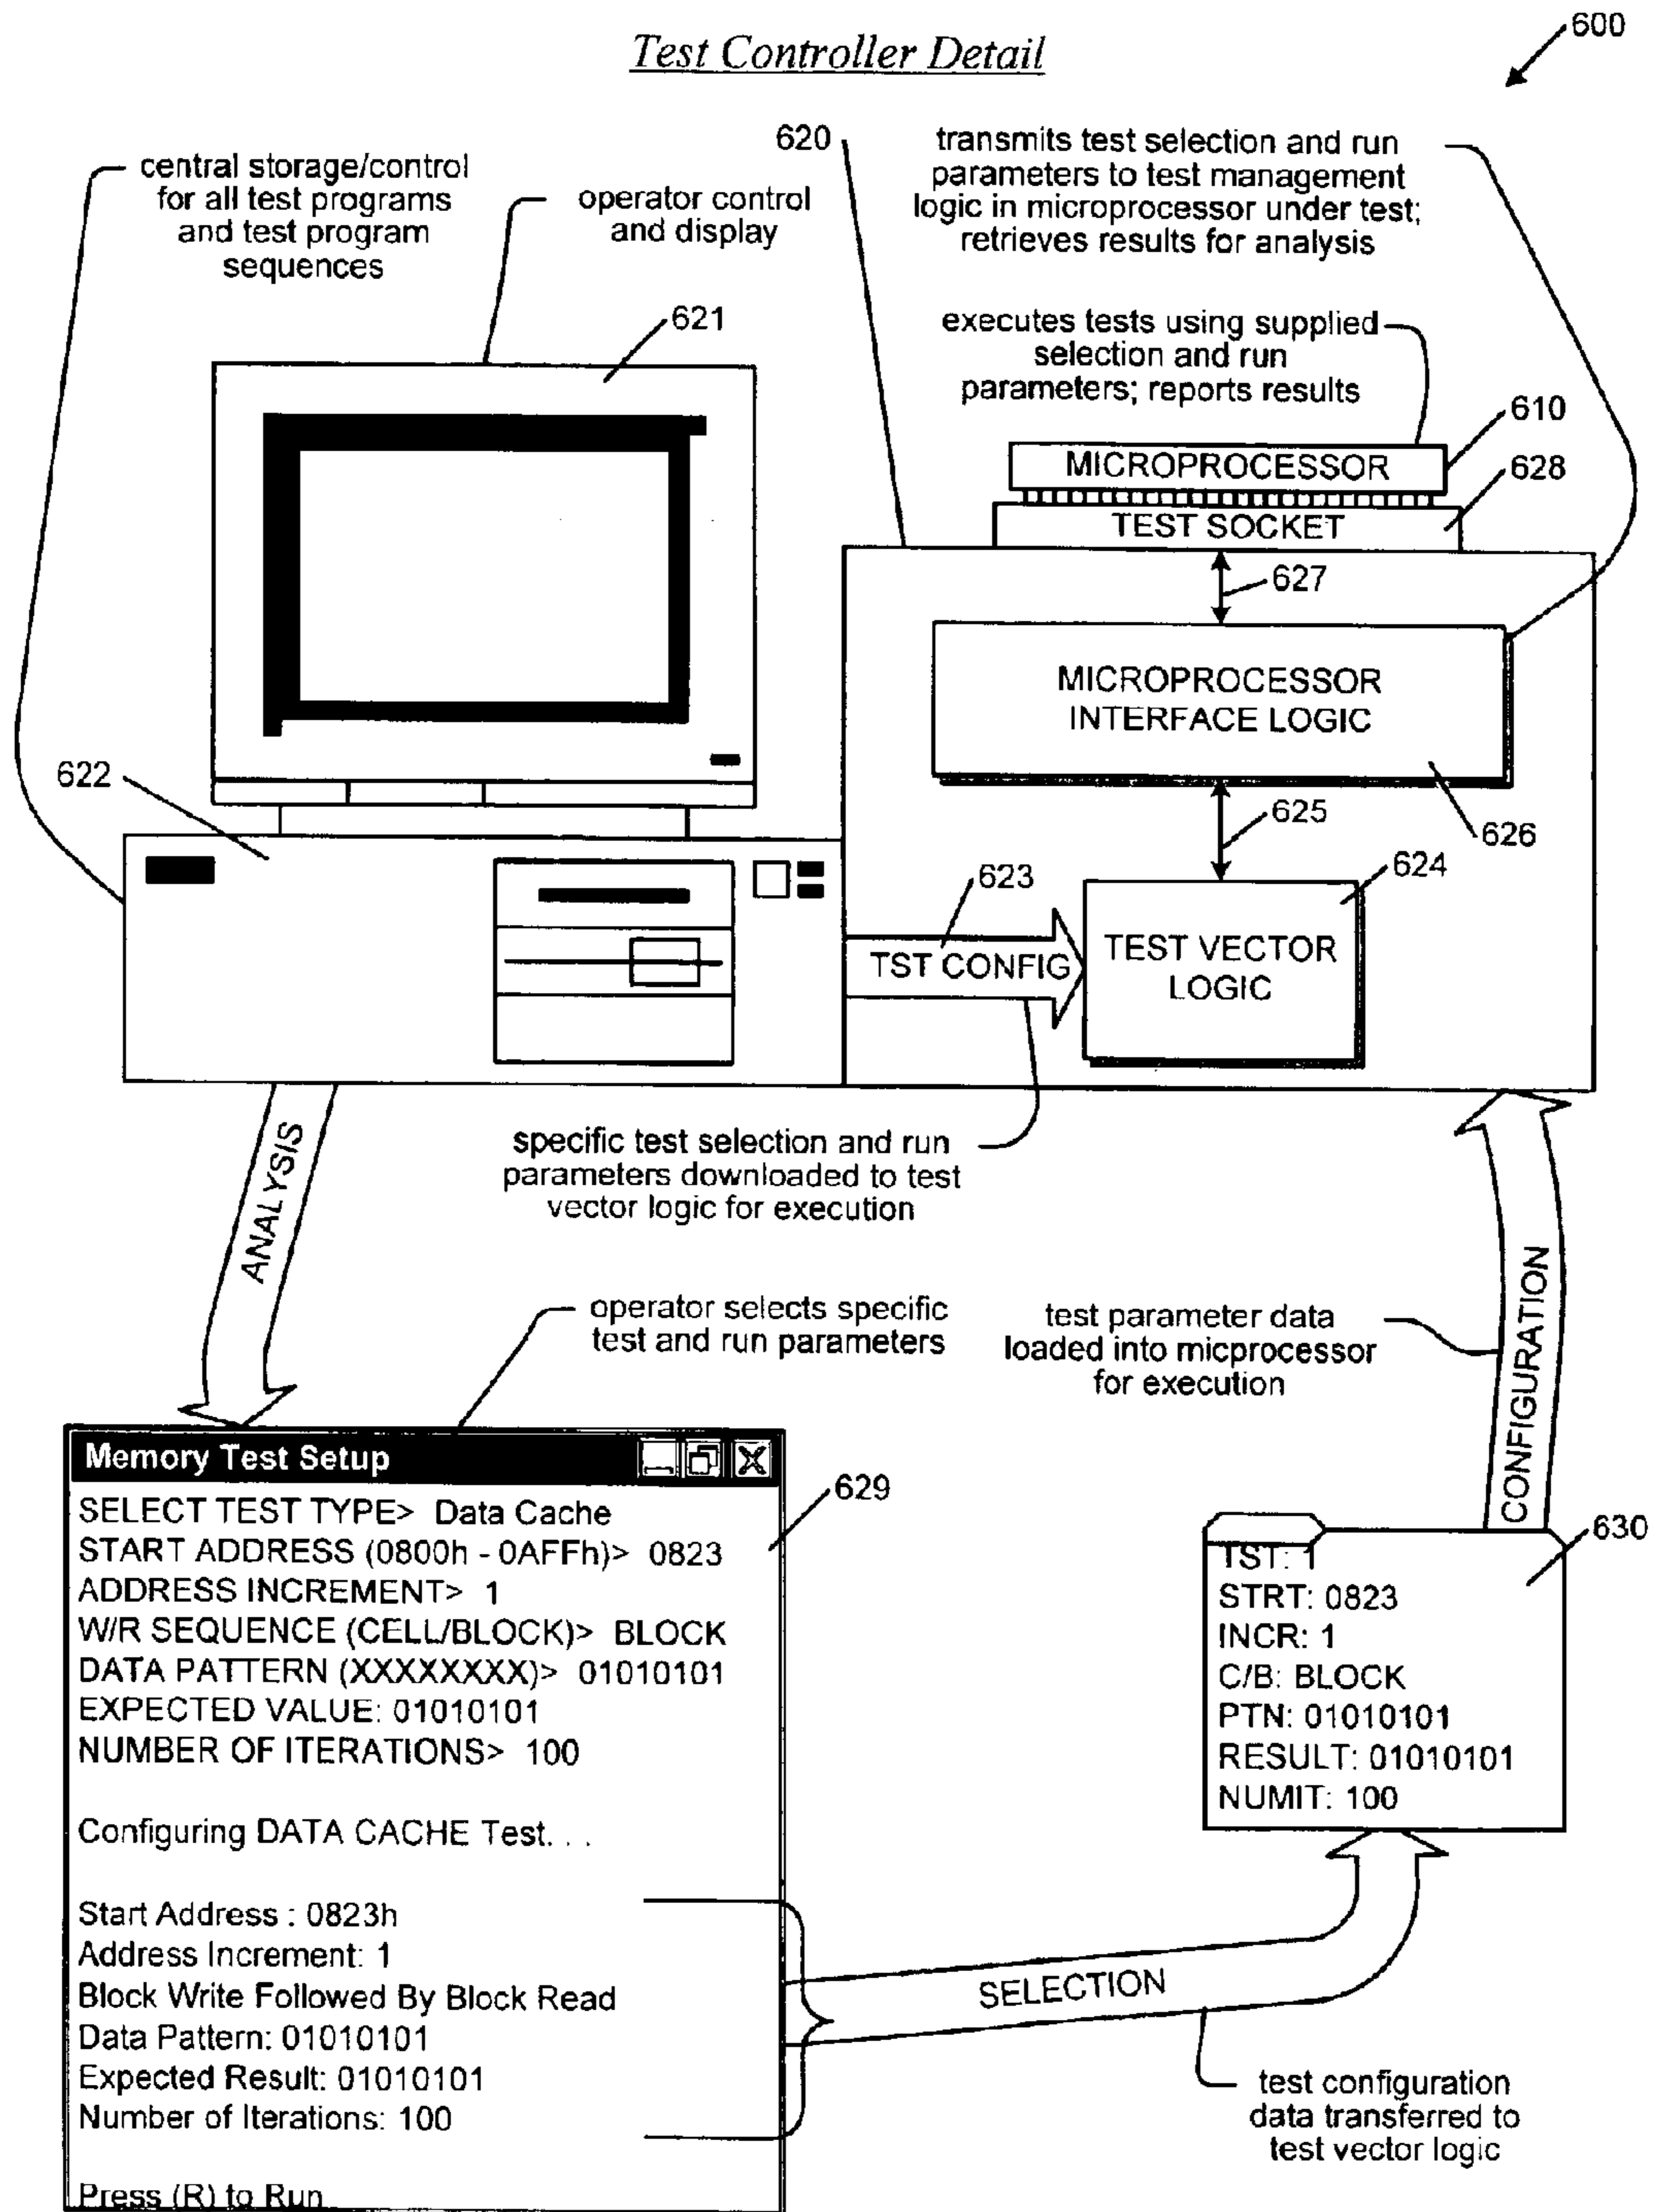 Test Controller Detail
600
central storage/control
for all test programs
and test program
sequences
operator control
and display
620
transmits test selection and run
parameters to test management
logic in microprocessor under test;
retrieves results for analysis
621
executes tests using supplied
selection and run
parameters; reports results
610
MICROPROCESSOR
628
TEST SOCKET
627
MICROPROCESSOR
INTERFACE LOGIC
622
625
626
624
623
TST CONFIG
TEST VECTOR
LOGIC
specific test selection and run
parameters downloaded to test
vector logic for execution
ANALYSIS
operator selects specific
test and run parameters
test parameter data
loaded into micprocessor
for execution
CONFIGURATION
Memory Test Setup
629
SELECT TEST TYPE> Data Cache
START ADDRESS (0800h - 0AFFh)> 0823
ADDRESS INCREMENT> 1
W/R SEQUENCE (CELL/BLOCK)> BLOCK
DATA PATTERN (XXXXXXXX)> 01010101
EXPECTED VALUE: 01010101
NUMBER OF ITERATIONS> 100
Configuring DATA CACHE Test. . .
Start Address : 0823h
Address Increment: 1
Block Write Followed By Block Read
Data Pattern: 01010101
Expected Result: 01010101
Number of Iterations: 100
Press (R) to Run
630
TST: 1
STRT: 0823
INCR: 1
C/B: BLOCK
PTN: 01010101
RESULT: 01010101
NUMIT: 100
SELECTION
test configuration
data transferred to
test vector logic